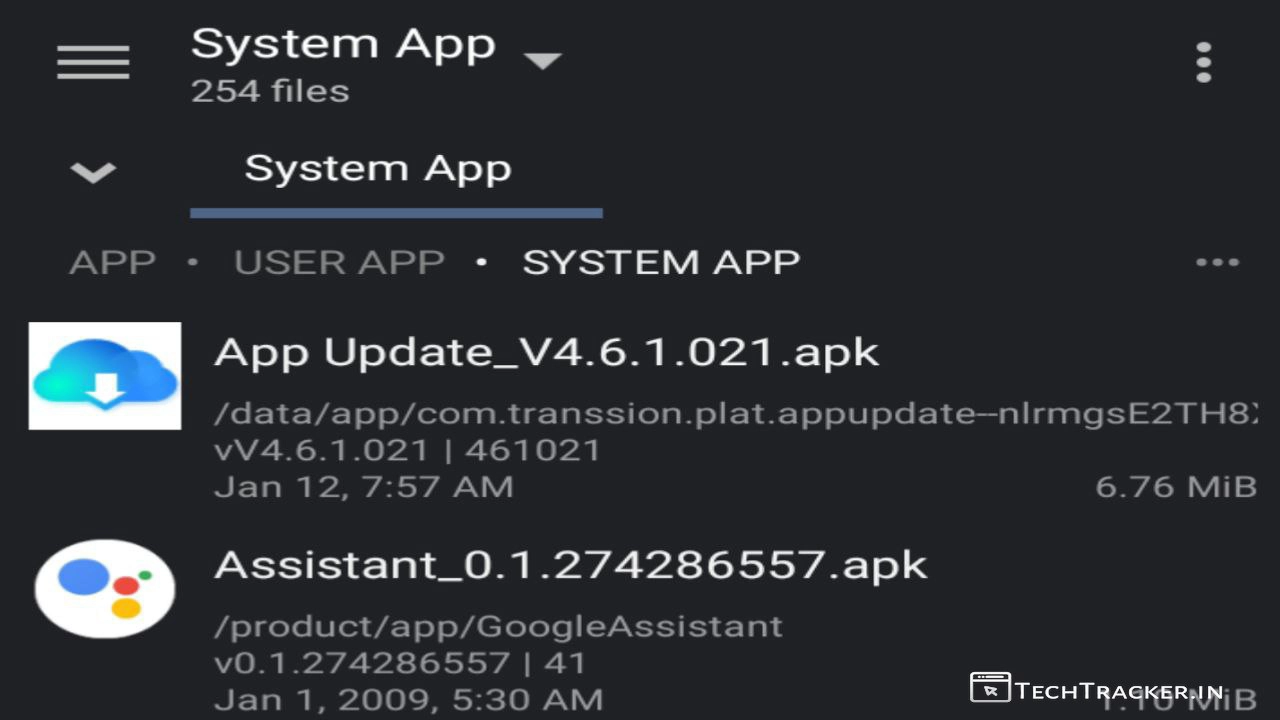 System App
254 files
System App
APP • USER APP • SYSTEM APP
App Update_V4.6.1.021.apk
/data/app/com.transsion.plat.appupdate--nlrmgsE2TH8
vV4.6.1.021 | 461021
Jan 12, 7:57 AM 6.76 MiB
Assistant_0.1.274286557.apk
/product/app/GoogleAssistant
v0.1.274286557 | 41
Jan 1, 2009, 5:30 AM MiB
TECHTRACKER.IN